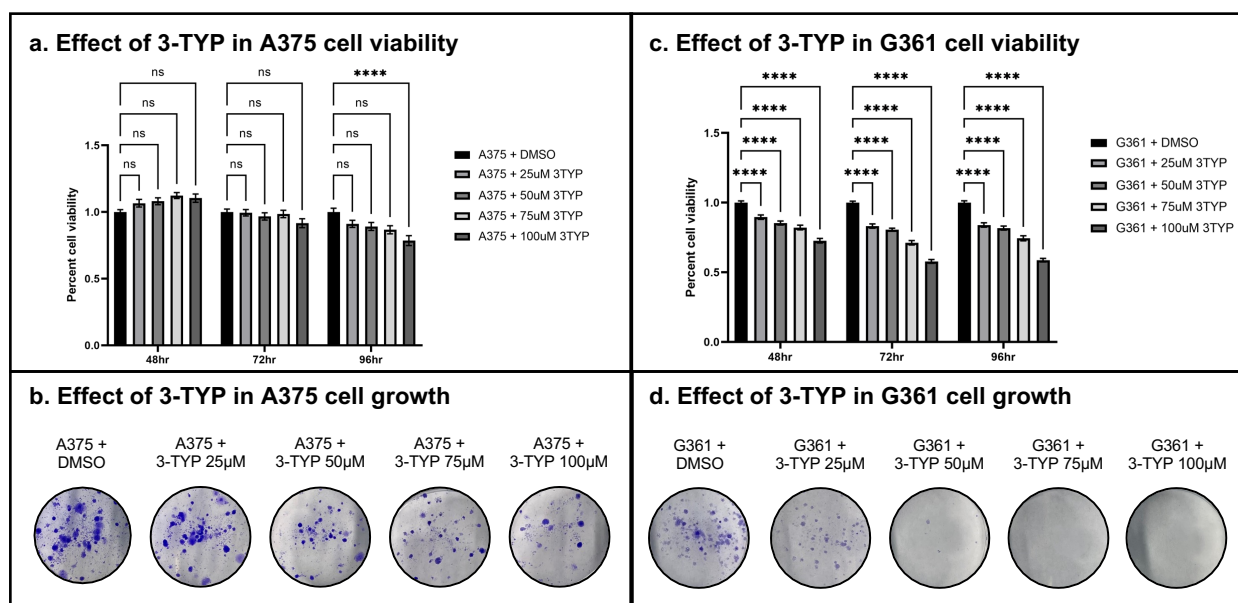 a. Effect of 3-TYP in A375 cell viability
ns
ns
ns
ns
ns
ns
ns
ns
****
ns
ns
ns
Percent cell viability
1.5
1.0
0.5
0.0
48hr
72hr
96hr
A375 + DMSO
A375 + 25uM 3TYP
A375 + 50uM 3TYP
A375 + 75uM 3TYP
A375 + 100uM 3TYP
c. Effect of 3-TYP in G361 cell viability
****
****
****
****
****
****
****
****
****
****
****
****
Percent cell viability
1.5
1.0
0.5
0.0
48hr
72hr
96hr
G361 + DMSO
G361 + 25uM 3TYP
G361 + 50uM 3TYP
G361 + 75uM 3TYP
G361 + 100uM 3TYP
b. Effect of 3-TYP in A375 cell growth
A375 +
DMSO
A375 +
3-TYP 25µM
A375 +
3-TYP 50µM
A375 +
3-TYP 75µM
A375 +
3-TYP 100µM
d. Effect of 3-TYP in G361 cell growth
G361 +
DMSO
G361 +
3-TYP 25µM
G361 +
3-TYP 50µM
G361 +
3-TYP 75µM
G361 +
3-TYP 100µM